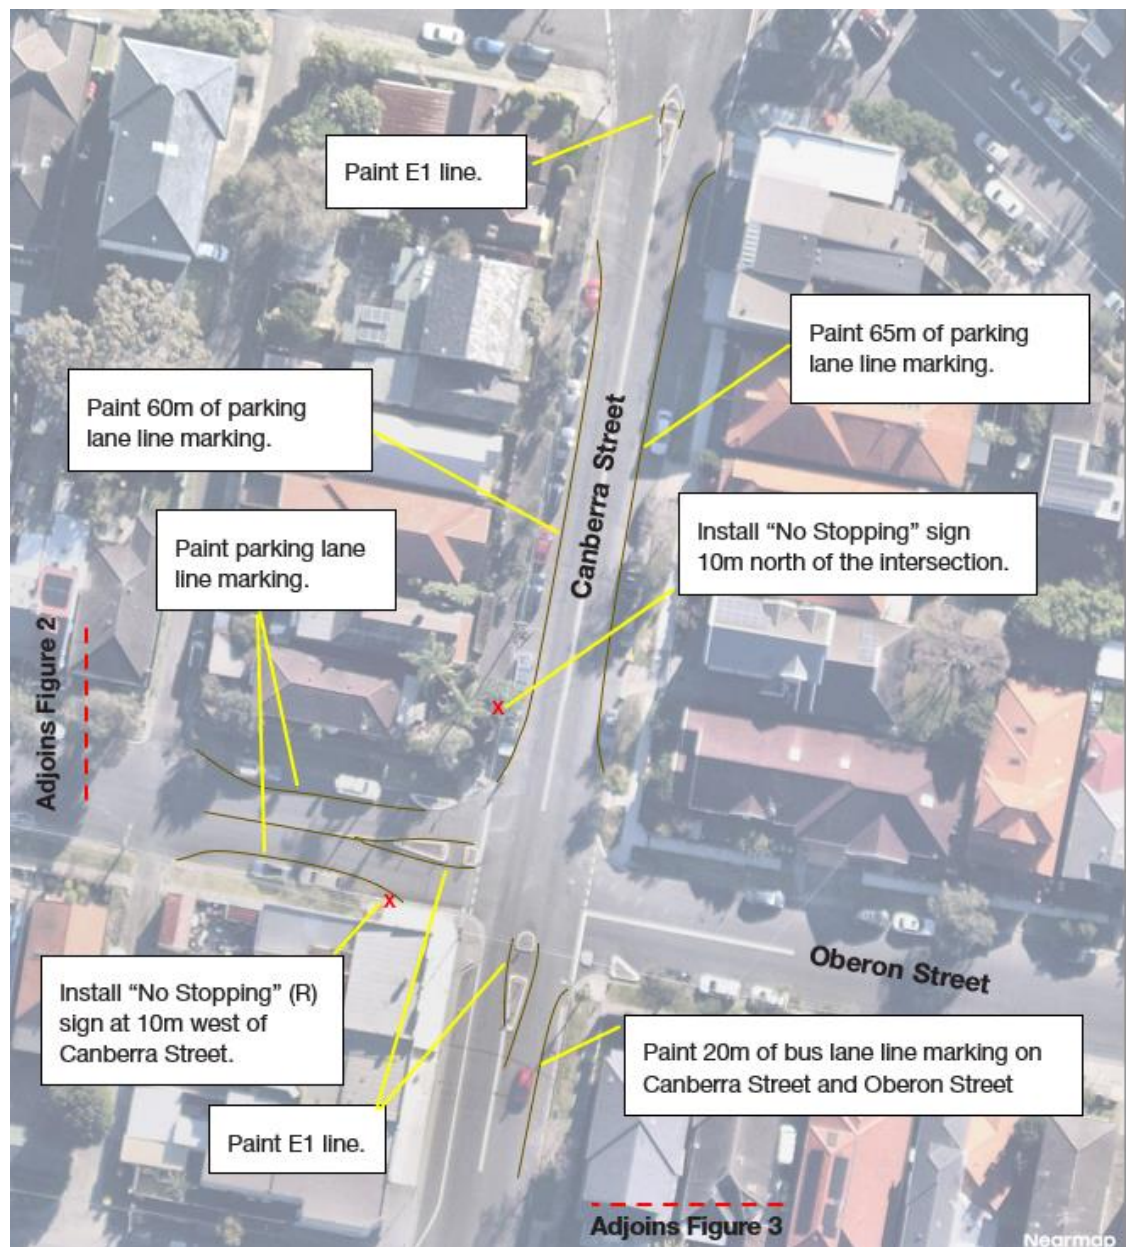 Paint E1 line.
Paint 65m of parking
lane line marking.
Paint 60m of parking
lane line marking.
Canberra Street
Install “No Stopping” sign
10m north of the intersection.
Paint parking lane
line marking.
Adjoins Figure 2
X
X
Oberon Street
Install “No Stopping” (R)
sign at 10m west of
Canberra Street.
Paint 20m of bus lane line marking on
Canberra Street and Oberon Street
Paint E1 line.
Adjoins Figure 3
Nearmap